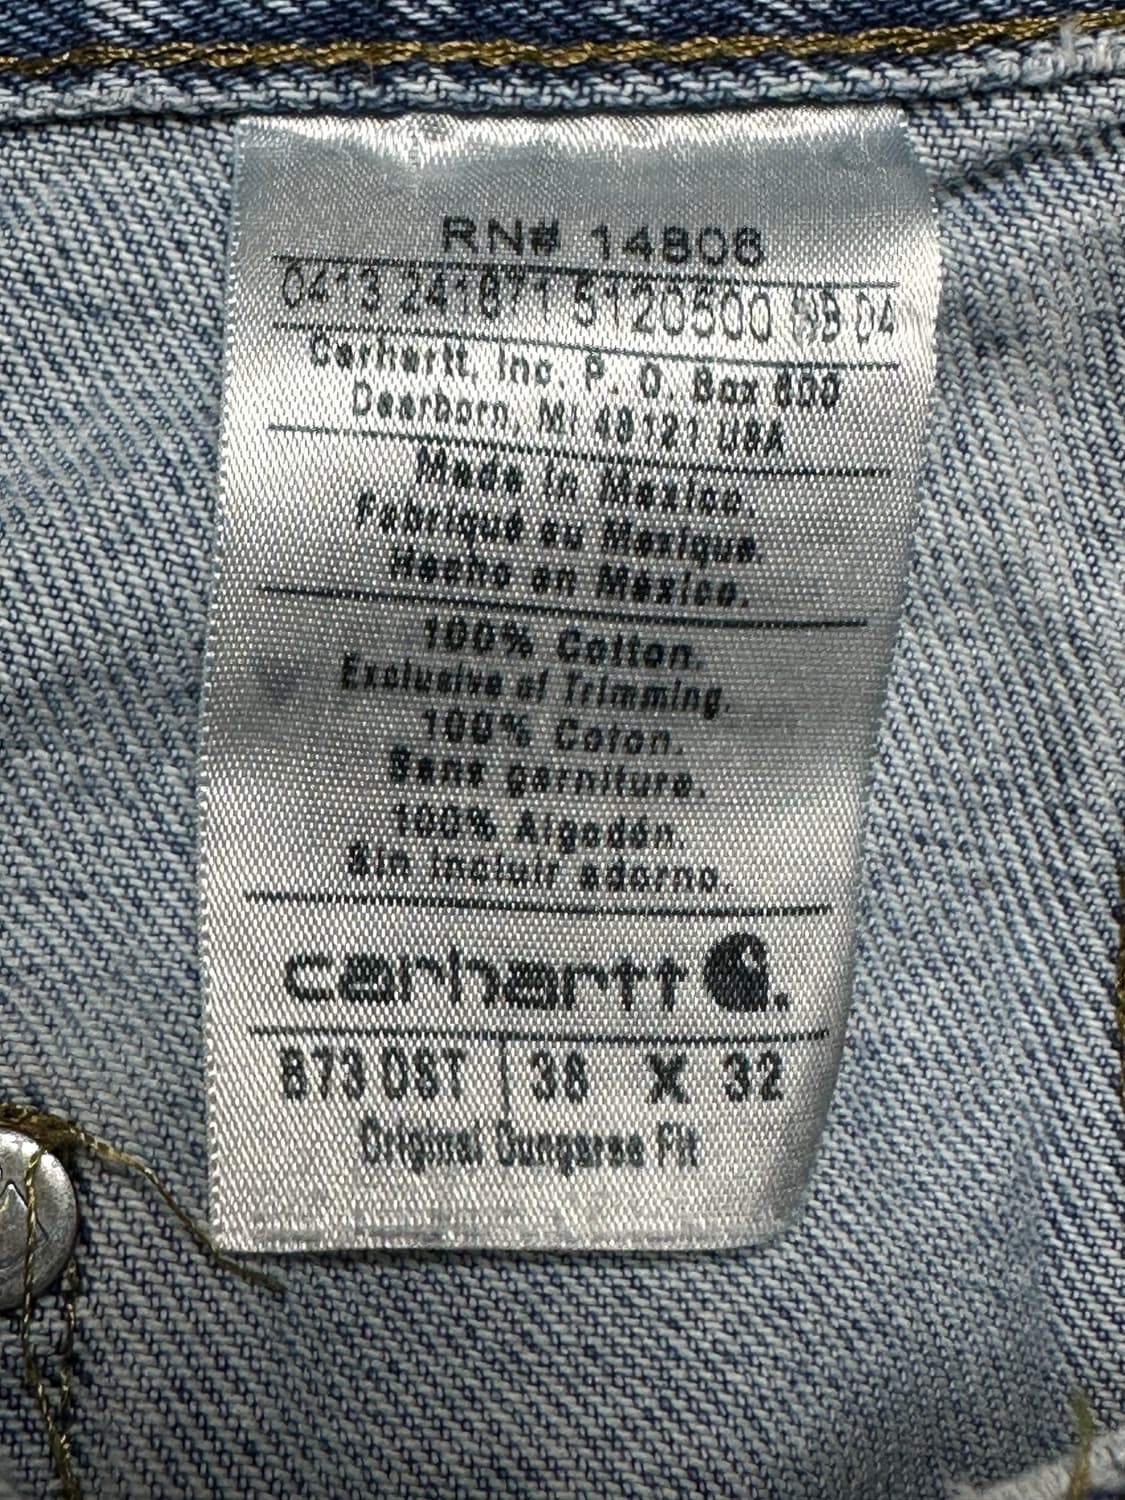 RN# 14806
0413 241671 5120500 NB 04
Carhartt, Inc. P. O. Box 600
Dearborn, MI 48121 USA
Made in Mexico.
Fabriqué au Mexique.
Hecho en México.
100% Cotton.
Exclusive of Trimming.
100% Coton.
Sans garniture.
100% Algodón.
Sin incluir adorno.
carhartt
B73 DST 38 X 32
Original Dungaree Fit